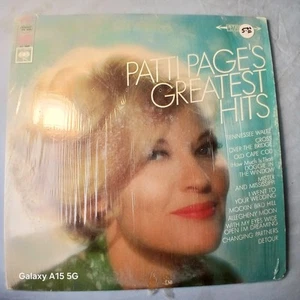 PATTI PAGE'S
GREATEST
HITS
TENNESSEE WALTZ
CROSS
OVER THE BRIDGE
OLD CAPE COD
How Much Is That
DOGGIE IN
THE WINDOW
MISTER
AND MISSISSIPPI
I WENT TO
YOUR WEDDING
MOCKIN' BIRD HILL
ALLEGHENY MOON
WITH MY EYES WIDE
OPEN I'M DREAMING
CHANGING PARTNERS
DETOUR
Galaxy A15 5G